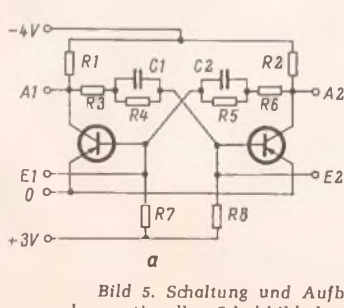 -4V
R1 C1 C2 R2
A1 R3 R4 R5 R6 A2
E1 E2
0
R7 R8
+3V
a
Bild 5. Schaltung und Aufb